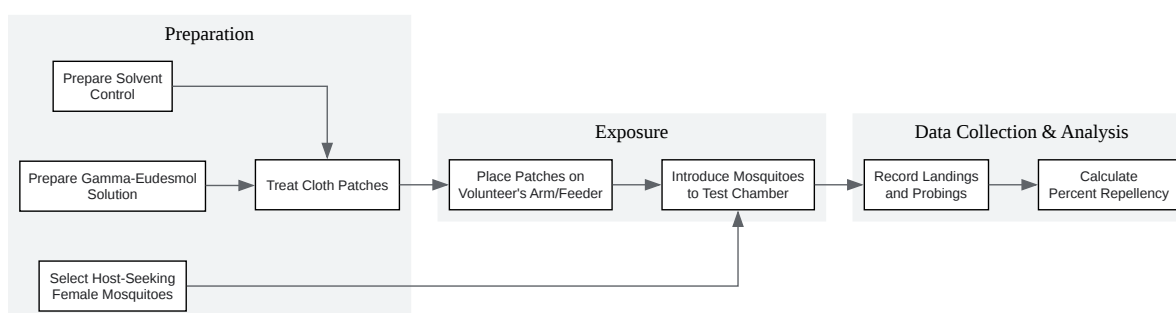 Preparation
Prepare Solvent
Control
Prepare Gamma-Eudesmol
Solution
Treat Cloth Patches
Select Host-Seeking
Female Mosquitoes
Exposure
Place Patches on
Volunteer's Arm/Feeder
Introduce Mosquitoes
to Test Chamber
Data Collection & Analysis
Record Landings
and Probings
Calculate
Percent Repellency